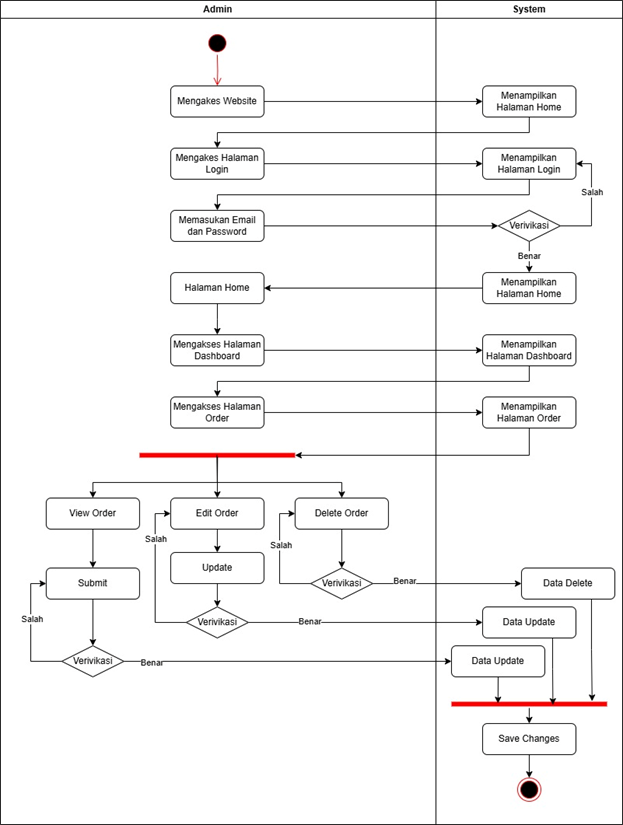 Admin
System
Mengakes Website
Menampilkan
Halaman Home
Mengakes Halaman
Login
Menampilkan
Halaman Login
Salah
Memasukan Email
dan Password
Verivikasi
Benar
Halaman Home
Menampilkan
Halaman Home
Mengakses Halaman
Dashboard
Menampilkan
Halaman Dashboard
Mengakses Halaman
Order
Menampilkan
Halaman Order
View Order
Edit Order
Delete Order
Salah
Salah
Update
Submit
Verivikasi
Benar
Data Delete
Salah
Verivikasi
Benar
Data Update
Verivikasi
Benar
Data Update
Save Changes